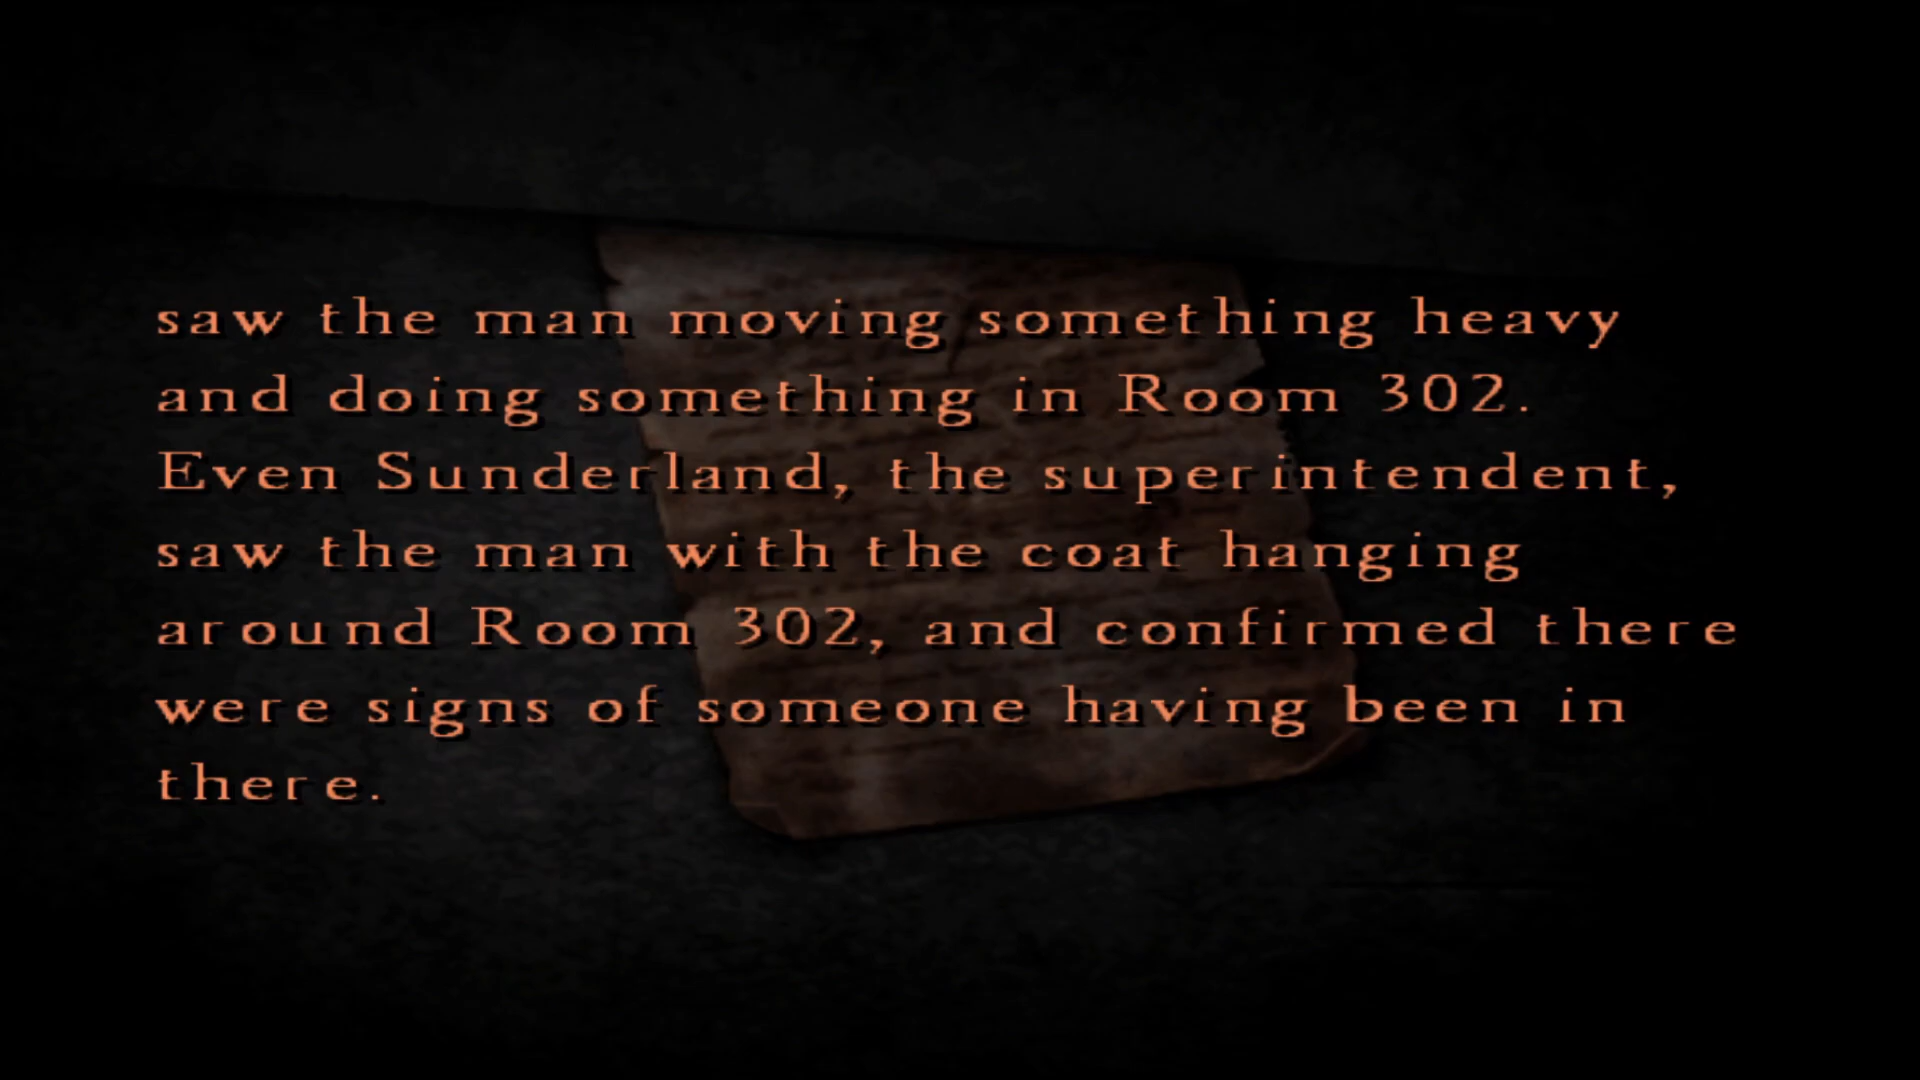 saw the man moving something heavy
and doing something in Room 302.
Even Sunderland, the superintendent,
saw the man with the coat hanging
around Room 302, and confirmed there
were signs of someone having been in
there.